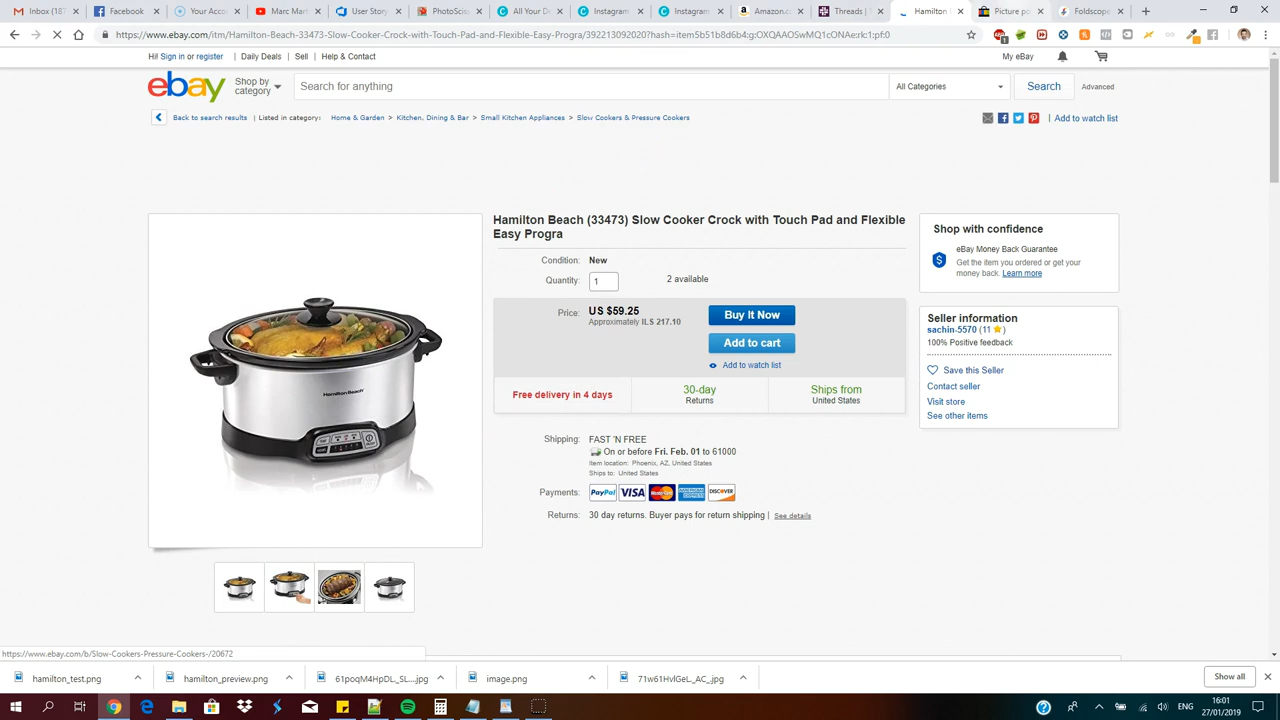 Inbox (187
Facebook
Your Acco
Marc Mart
User Story
PhotoScis
All Your De
Instagram
Instagram
Amazon.c
Threads |
Hamilton
Picture po
Foldscope
https://www.ebay.com/itm/Hamilton-Beach-33473-Slow-Cooker-Crock-with-Touch-Pad-and-Flexible-Easy-Progra/392213092020?hash=item5b51b8d6b4:g:OXQAAOSwMQ1cONAe:rk:1:pf:0
Hi! Sign in or register | Daily Deals | Sell | Help & Contact
My eBay
ebay
Shop by category
Search for anything
All Categories
Search
Advanced
Back to search results | Listed in category: Home & Garden > Kitchen, Dining & Bar > Small Kitchen Appliances > Slow Cookers & Pressure Cookers
| Add to watch list
Hamilton Beach (33473) Slow Cooker Crock with Touch Pad and Flexible
Easy Progra
Condition: New
Quantity: 1 2 available
Price: US $59.25
Approximately ILS 217.10
Buy It Now
Add to cart
Add to watch list
Free delivery in 4 days
30-day
Returns
Ships from
United States
Shipping: FAST 'N FREE
On or before Fri. Feb. 01 to 61000
Item location: Phoenix, AZ, United States
Ships to: United States
Payments: PayPal VISA MasterCard AMERICAN EXPRESS DISCOVER
Returns: 30 day returns. Buyer pays for return shipping | See details
Shop with confidence
eBay Money Back Guarantee
Get the item you ordered or get your
money back. Learn more
Seller information
sachin-5570 (11)
100% Positive feedback
Save this Seller
Contact seller
Visit store
See other items
Hamilton Beach
https://www.ebay.com/b/Slow-Cookers-Pressure-Cookers-/20672
hamilton_test.png
hamilton_preview.png
61poqM4HpDL._SL....jpg
image.png
71w61HvlGeL._AC_.jpg
Show all
ENG
16:01
27/01/2019